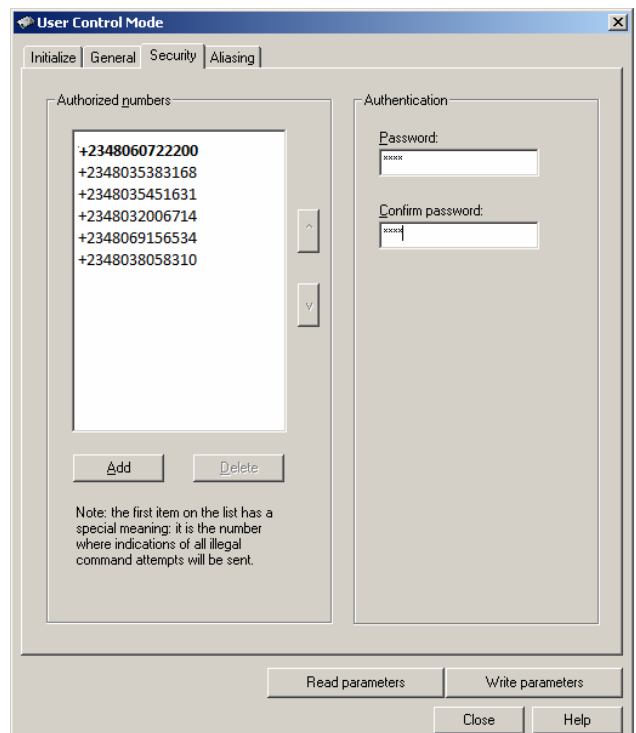 User Control Mode
Initialize General Security Aliasing
Authorized numbers
+2348060722200
+2348035383168
+2348035451631
+2348032006714
+2348069156534
+2348038058310
^
v
Add Delete
Note: the first item on the list has a
special meaning: it is the number
where indications of all illegal
command attempts will be sent.
Authentication
Password:
××××
Confirm password:
××××
Read parameters Write parameters
Close Help